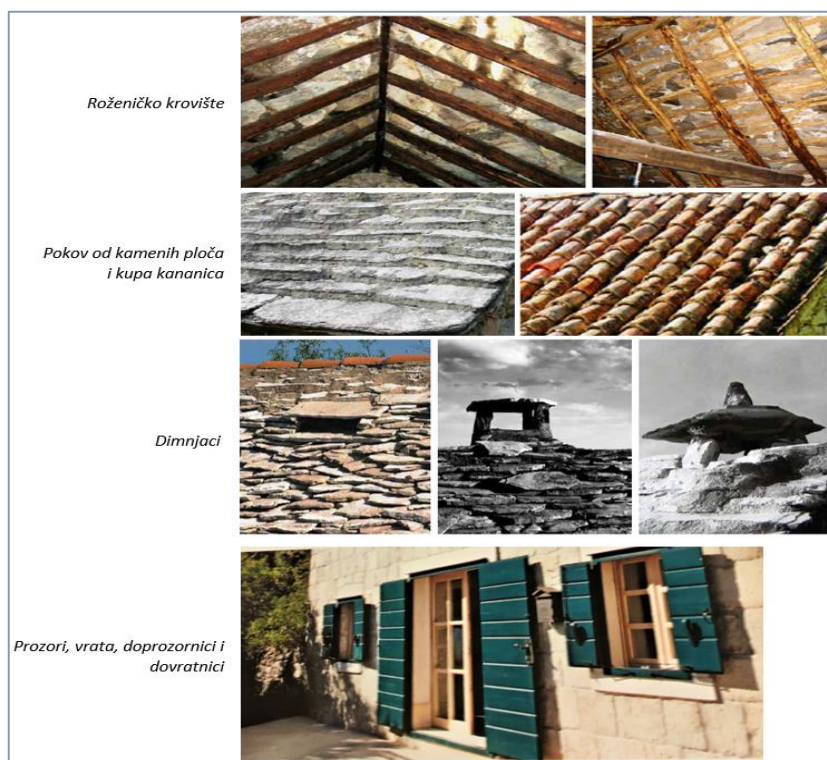 Roženičko krovište
Pokov od kamenih ploča
i kupa kananica
Dimnjaci
Prozori, vrata, doprozornici i
dovratnici